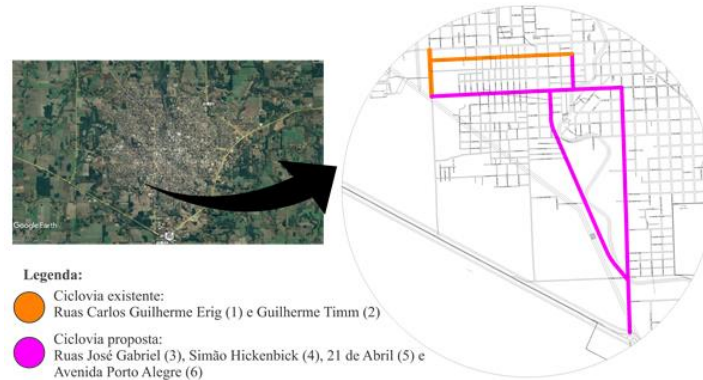 Google Earth
Legenda:
Ciclovia existente:
Ruas Carlos Guilherme Erig (1) e Guilherme Timm (2)
Ciclovia proposta:
Ruas José Gabriel (3), Simão Hickenbick (4), 21 de Abril (5) e
Avenida Porto Alegre (6)